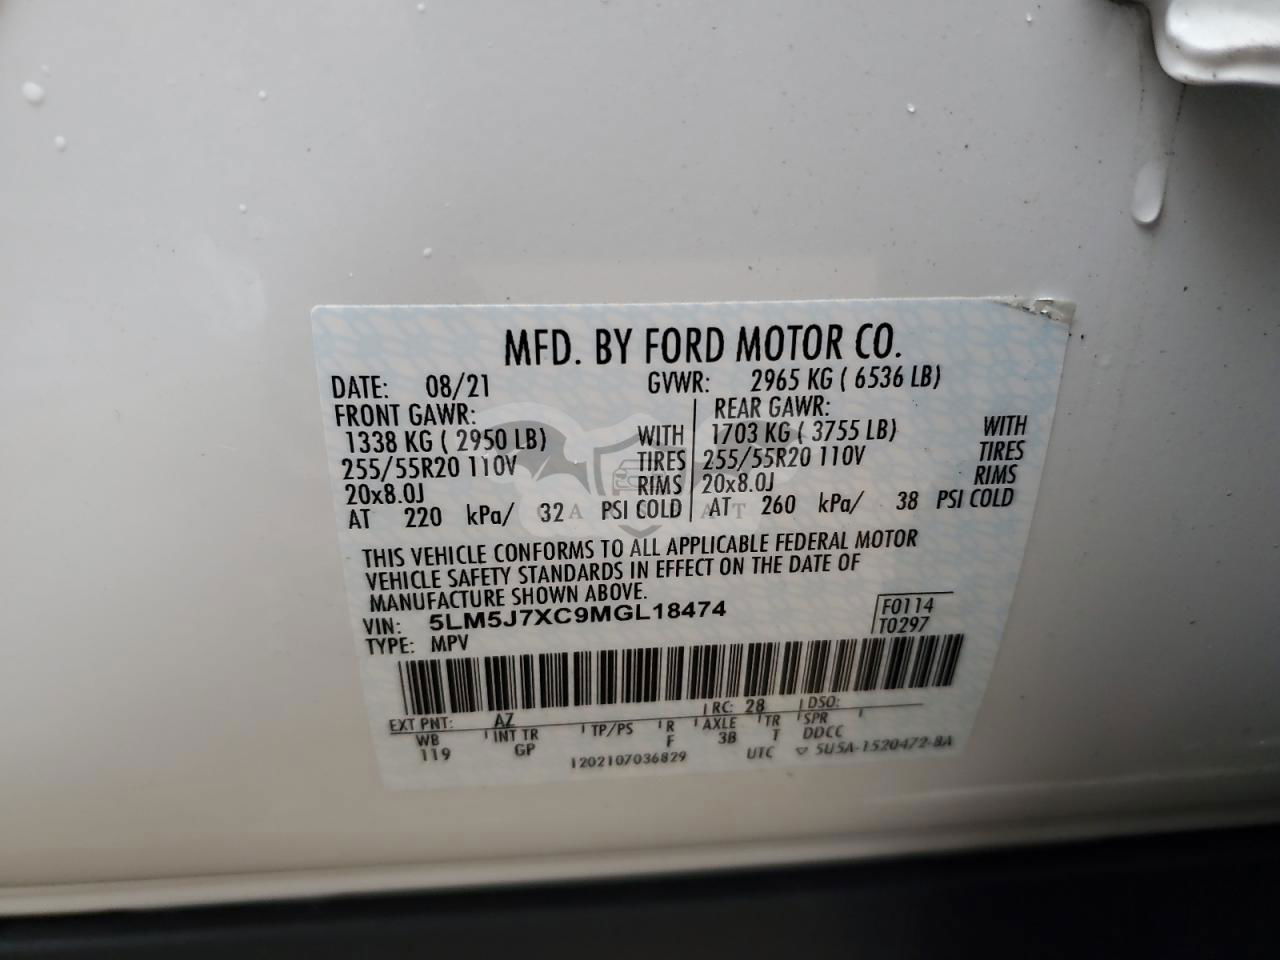 MFD. BY FORD MOTOR CO.
DATE: 08/21 GVWR: 2965 KG ( 6536 LB)
FRONT GAWR: REAR GAWR:
1338 KG ( 2950 LB) WITH 1703 KG ( 3755 LB) WITH
255/55R20 110V TIRES 255/55R20 110V TIRES
20x8.0J RIMS 20x8.0J RIMS
AT 220 kPa/ 32 PSI COLD AT 260 kPa/ 38 PSI COLD
THIS VEHICLE CONFORMS TO ALL APPLICABLE FEDERAL MOTOR
VEHICLE SAFETY STANDARDS IN EFFECT ON THE DATE OF
MANUFACTURE SHOWN ABOVE.
VIN: 5LM5J7XC9MGL18474 F0114
TYPE: MPV T0297
EXT PNT: AZ RC: 28 DSO:
WB INT TR TP/PS R AXLE TR SPR
119 GP F 3B T DDCC
1202107036829 UTC ▽ 5U5A-1520472-BA